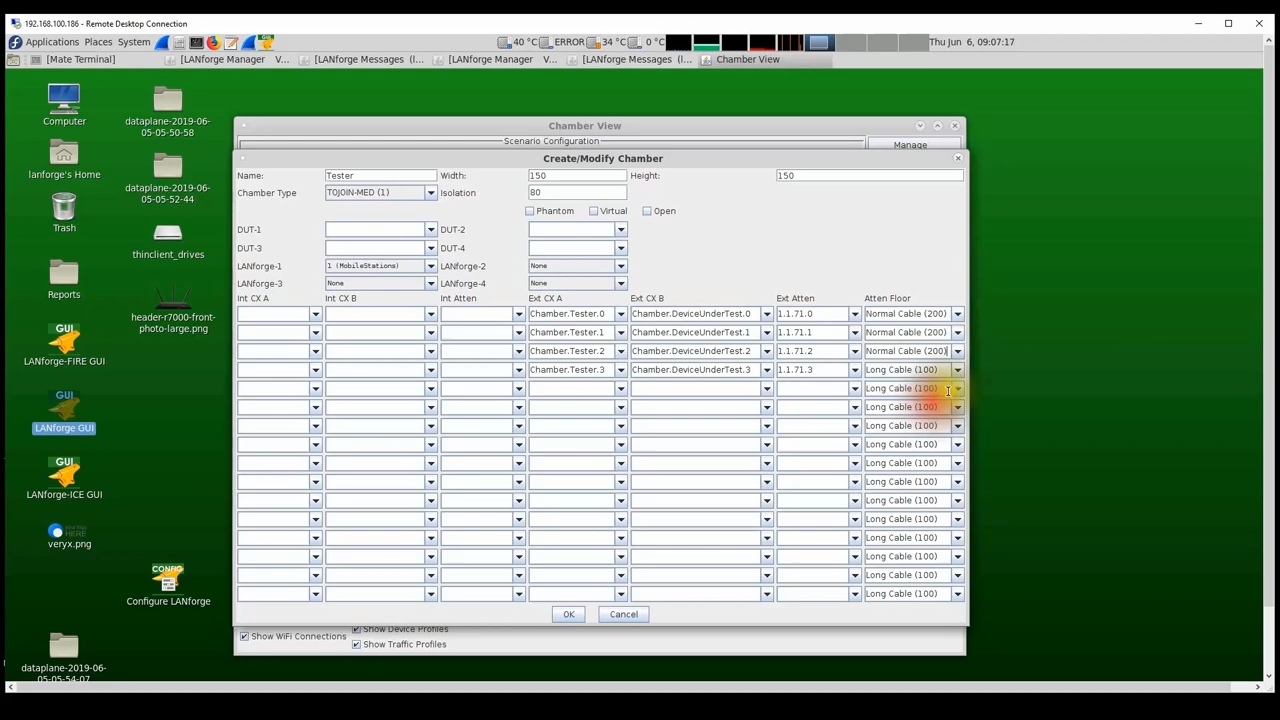 192.168.100.186 - Remote Desktop Connection
Applications Places System 40 °C ERROR 34 °C 0 °C Thu Jun 6, 09:07:17
[Mate Terminal] [LANforge Manager V... [LANforge Messages (l... [LANforge Manager V... [LANforge Messages (l... Chamber View
Computer
dataplane-2019-06-
05-05-50-58
lanforge's Home
dataplane-2019-06-
05-05-52-44
Trash
thinclient_drives
Reports
header-r7000-front-
photo-large.png
GUI
LANforge-FIRE GUI
GUI
LANforge GUI
GUI
LANforge-ICE GUI
veryx.png
CONFIG
Configure LANforge
dataplane-2019-06-
05-05-54-07
Chamber View
Scenario Configuration
Manage
Create/Modify Chamber
Name: Tester Width: 150 Height: 150
Chamber Type TOJOIN-MED (1) Isolation 80
Phantom Virtual Open
DUT-1 DUT-2
DUT-3 DUT-4
LANforge-1 1 (MobileStations) LANforge-2 None
LANforge-3 None LANforge-4 None
Int CX A Int CX B Int Atten Ext CX A Ext CX B Ext Atten Atten Floor
Chamber.Tester.0 Chamber.DeviceUnderTest.0 1.1.71.0 Normal Cable (200)
Chamber.Tester.1 Chamber.DeviceUnderTest.1 1.1.71.1 Normal Cable (200)
Chamber.Tester.2 Chamber.DeviceUnderTest.2 1.1.71.2 Normal Cable (200)
Chamber.Tester.3 Chamber.DeviceUnderTest.3 1.1.71.3 Long Cable (100)
Long Cable (100)
Long Cable (100)
Long Cable (100)
Long Cable (100)
Long Cable (100)
Long Cable (100)
Long Cable (100)
Long Cable (100)
Long Cable (100)
Long Cable (100)
Long Cable (100)
Long Cable (100)
OK Cancel
Show WiFi Connections Show Device Profiles
Show Traffic Profiles